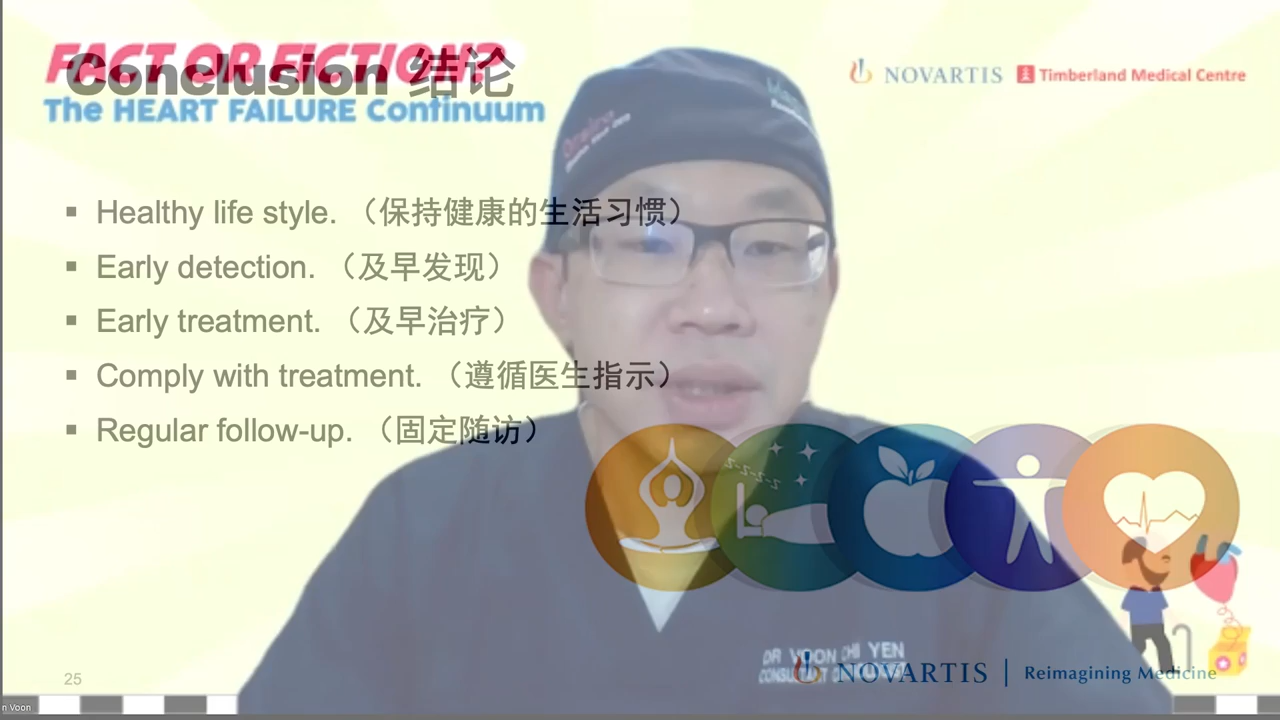 FACT OR FICTION?
Conclusion 结论
The HEART FAILURE Continuum
NOVARTIS
Timberland Medical Centre
▪ Healthy life style. （保持健康的生活习惯）
▪ Early detection. （及早发现）
▪ Early treatment. （及早治疗）
▪ Comply with treatment. （遵循医生指示）
▪ Regular follow-up. （固定随访）
z-z-z-z-z
DR VOON CHI YEN
NOVARTIS | Reimagining Medicine
25
n Voon